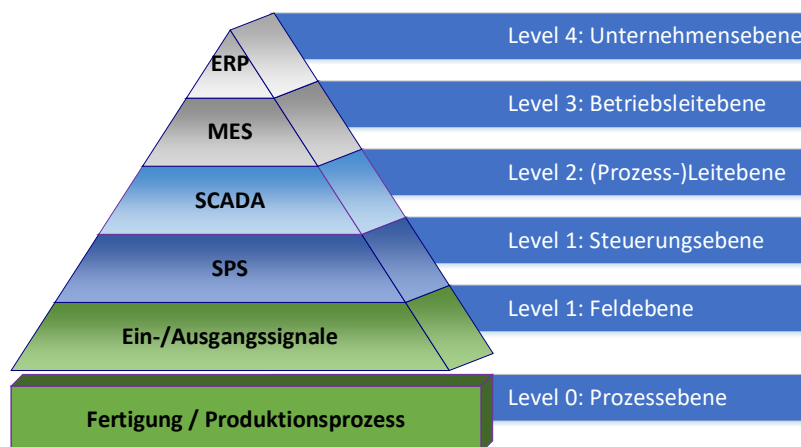 ERP
Level 4: Unternehmensebene
MES
Level 3: Betriebsleitebene
SCADA
Level 2: (Prozess-)Leitebene
SPS
Level 1: Steuerungsebene
Ein-/Ausgangssignale
Level 1: Feldebene
Fertigung / Produktionsprozess
Level 0: Prozessebene